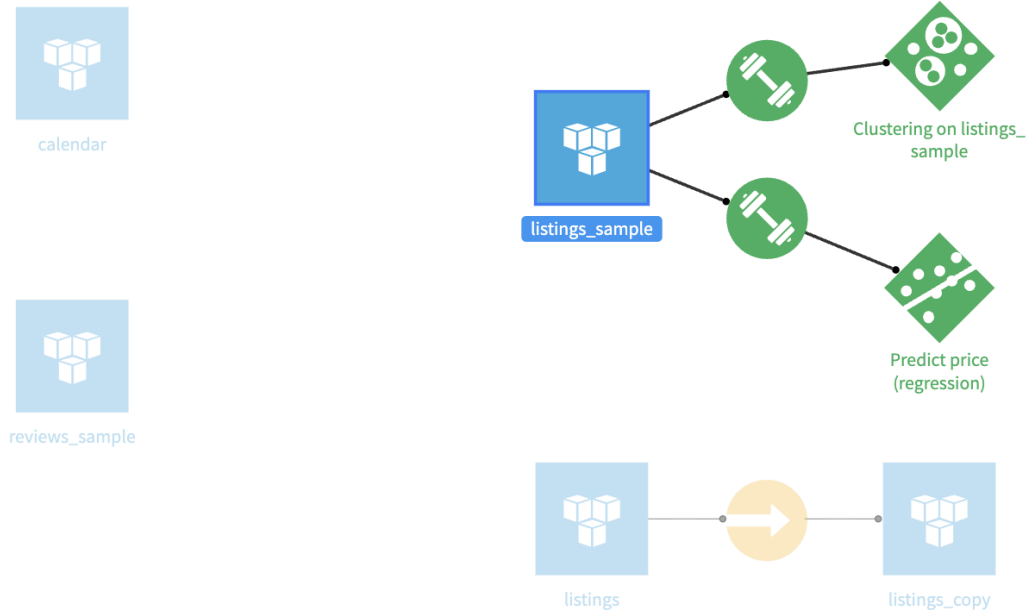 calendar
Clustering on listings_
sample
listings_sample
Predict price
(regression)
reviews_sample
listings
listings_copy